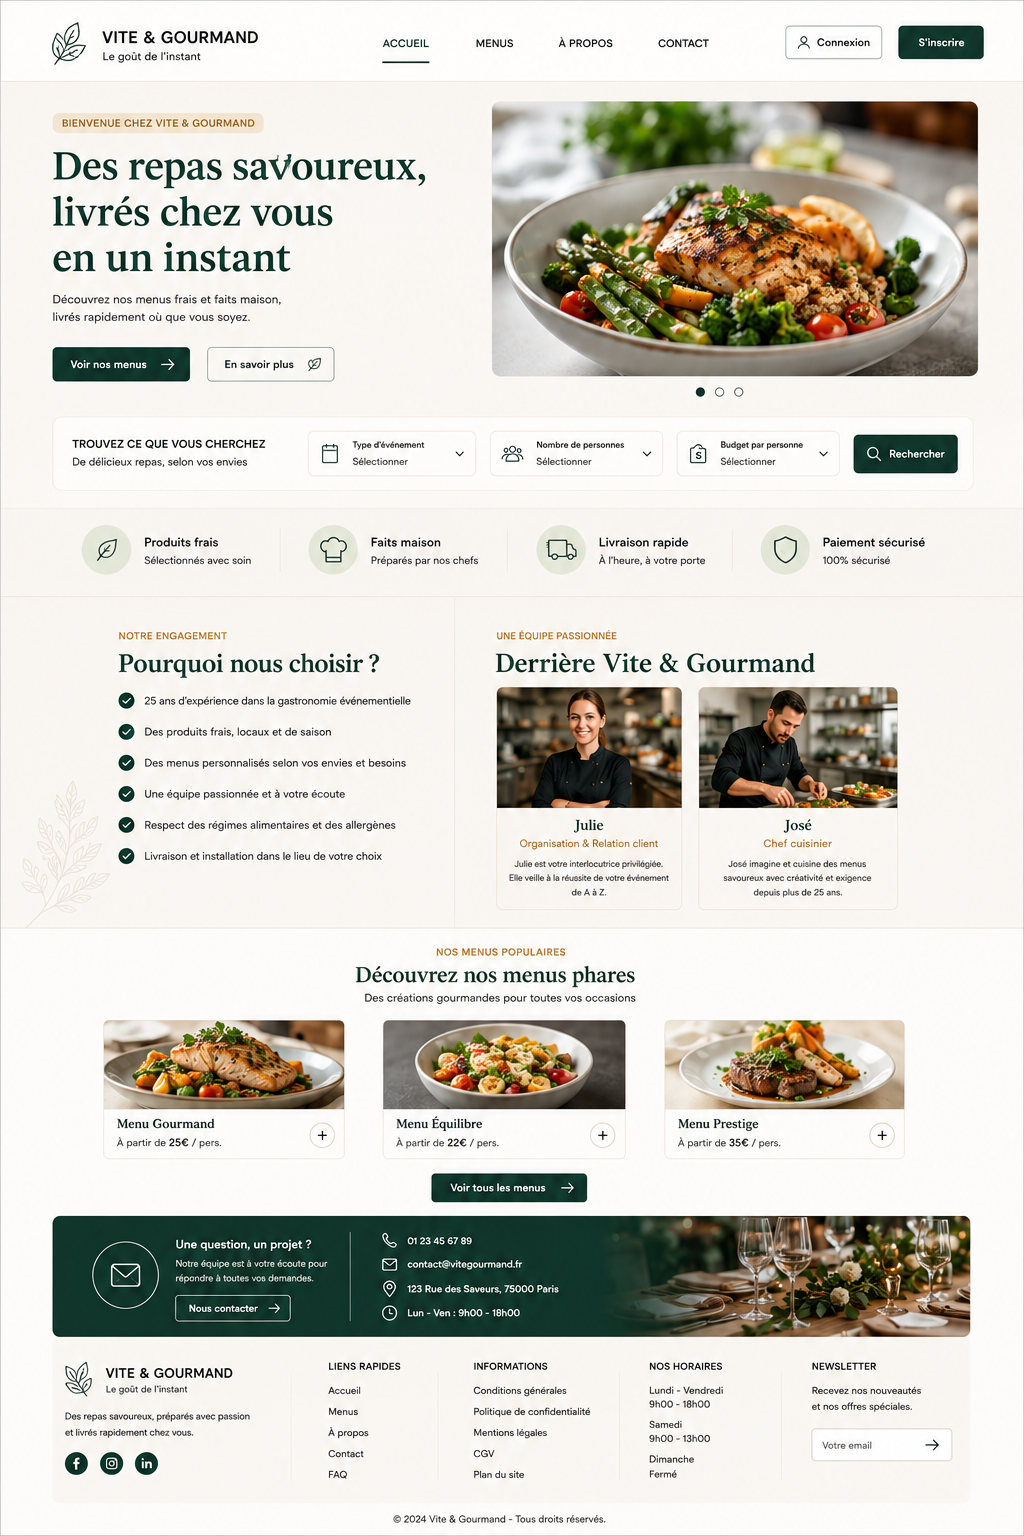 VITE & GOURMAND
Le goût de l'instant
ACCUEIL
MENUS
À PROPOS
CONTACT
Connexion
S'inscrire
BIENVENUE CHEZ VITE & GOURMAND
Des repas savoureux,
livrés chez vous
en un instant
Découvrez nos menus frais et faits maison,
livrés rapidement où que vous soyez.
Voir nos menus
En savoir plus
TROUVEZ CE QUE VOUS CHERCHEZ
De délicieux repas, selon vos envies
Type d'événement
Sélectionner
Nombre de personnes
Sélectionner
S
Budget par personne
Sélectionner
Rechercher
Produits frais
Sélectionnés avec soin
Faits maison
Préparés par nos chefs
Livraison rapide
À l'heure, à votre porte
Paiement sécurisé
100% sécurisé
NOTRE ENGAGEMENT
Pourquoi nous choisir ?
25 ans d'expérience dans la gastronomie événementielle
Des produits frais, locaux et de saison
Des menus personnalisés selon vos envies et besoins
Une équipe passionnée et à votre écoute
Respect des régimes alimentaires et des allergènes
Livraison et installation dans le lieu de votre choix
UNE ÉQUIPE PASSIONNÉE
Derrière Vite & Gourmand
Julie
Organisation & Relation client
Julie est votre interlocutrice privilégiée.
Elle veille à la réussite de votre événement
de A à Z.
José
Chef cuisinier
José imagine et cuisine des menus
savoureux avec créativité et exigence
depuis plus de 25 ans.
NOS MENUS POPULAIRES
Découvrez nos menus phares
Des créations gourmandes pour toutes vos occasions
Menu Gourmand
À partir de 25€ / pers.
Menu Équilibre
À partir de 22€ / pers.
Menu Prestige
À partir de 35€ / pers.
Voir tous les menus
Une question, un projet ?
Notre équipe est à votre écoute pour
répondre à toutes vos demandes.
Nous contacter
01 23 45 67 89
contact@vitegourmand.fr
123 Rue des Saveurs, 75000 Paris
Lun - Ven : 9h00 - 18h00
VITE & GOURMAND
Le goût de l'instant
Des repas savoureux, préparés avec passion
et livrés rapidement chez vous.
f
in
LIENS RAPIDES
Accueil
Menus
À propos
Contact
FAQ
INFORMATIONS
Conditions générales
Politique de confidentialité
Mentions légales
CGV
Plan du site
NOS HORAIRES
Lundi - Vendredi
9h00 - 18h00
Samedi
9h00 - 13h00
Dimanche
Fermé
NEWSLETTER
Recevez nos nouveautés
et nos offres spéciales.
Votre email
© 2024 Vite & Gourmand - Tous droits réservés.